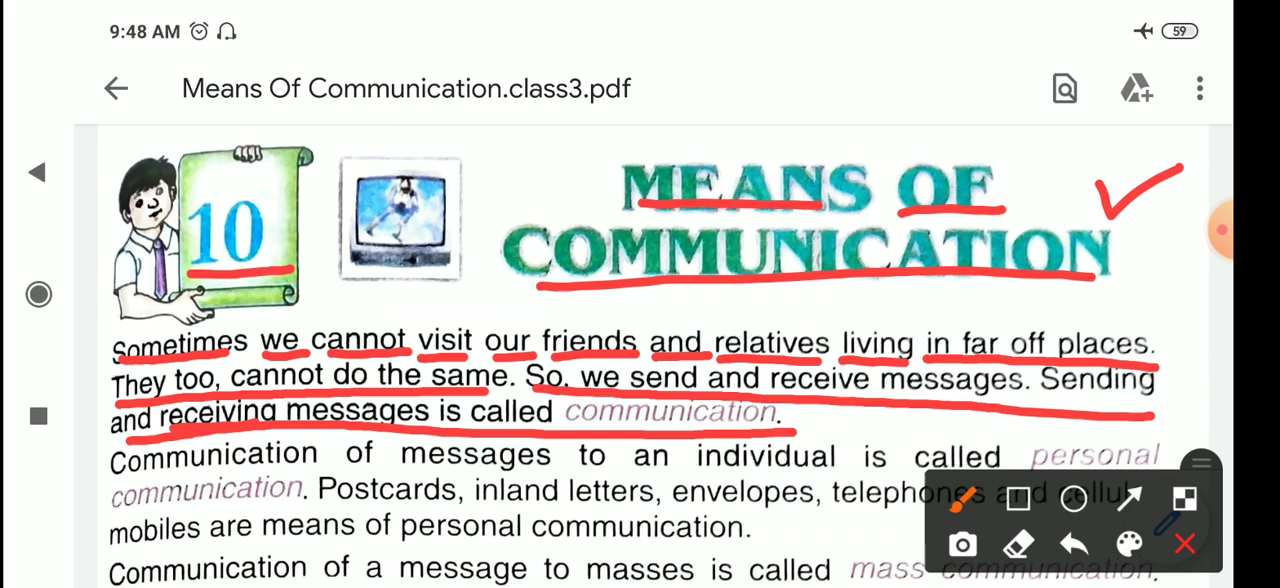 9:48 AM
59
Means Of Communication.class3.pdf
10
MEANS OF
COMMUNICATION
Sometimes we cannot visit our friends and relatives living in far off places.
They too, cannot do the same. So, we send and receive messages. Sending
and receiving messages is called communication.
Communication of messages to an individual is called personal
communication. Postcards, inland letters, envelopes, telephones and
mobiles are means of personal communication.
Communication of a message to masses is called mass communication.